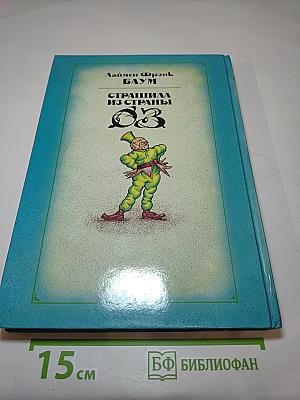 Лаймен Фрэнк
БАУМ
СТРАШИЛА
ИЗ СТРАНЫ
ОЗ
15 см
БФ БИБЛИОФАН